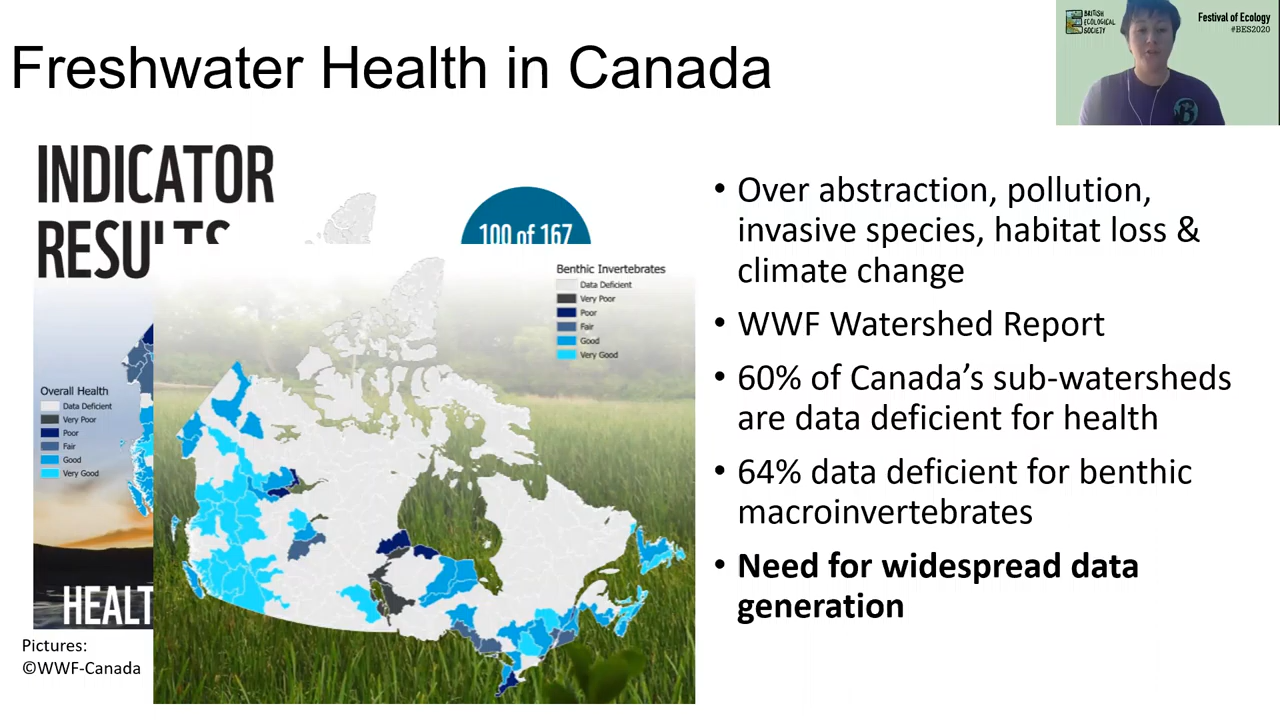 Freshwater Health in Canada
BRITISH
ECOLOGICAL
SOCIETY
Festival of Ecology
#BES2020
INDICATOR
RESULTS
100 of 167
Benthic Invertebrates
Data Deficient
Very Poor
Poor
Fair
Good
Very Good
Overall Health
Data Deficient
Very Poor
Poor
Fair
Good
Very Good
HEALT
Pictures:
©WWF-Canada
• Over abstraction, pollution,
invasive species, habitat loss &
climate change
• WWF Watershed Report
• 60% of Canada's sub-watersheds
are data deficient for health
• 64% data deficient for benthic
macroinvertebrates
• Need for widespread data
generation